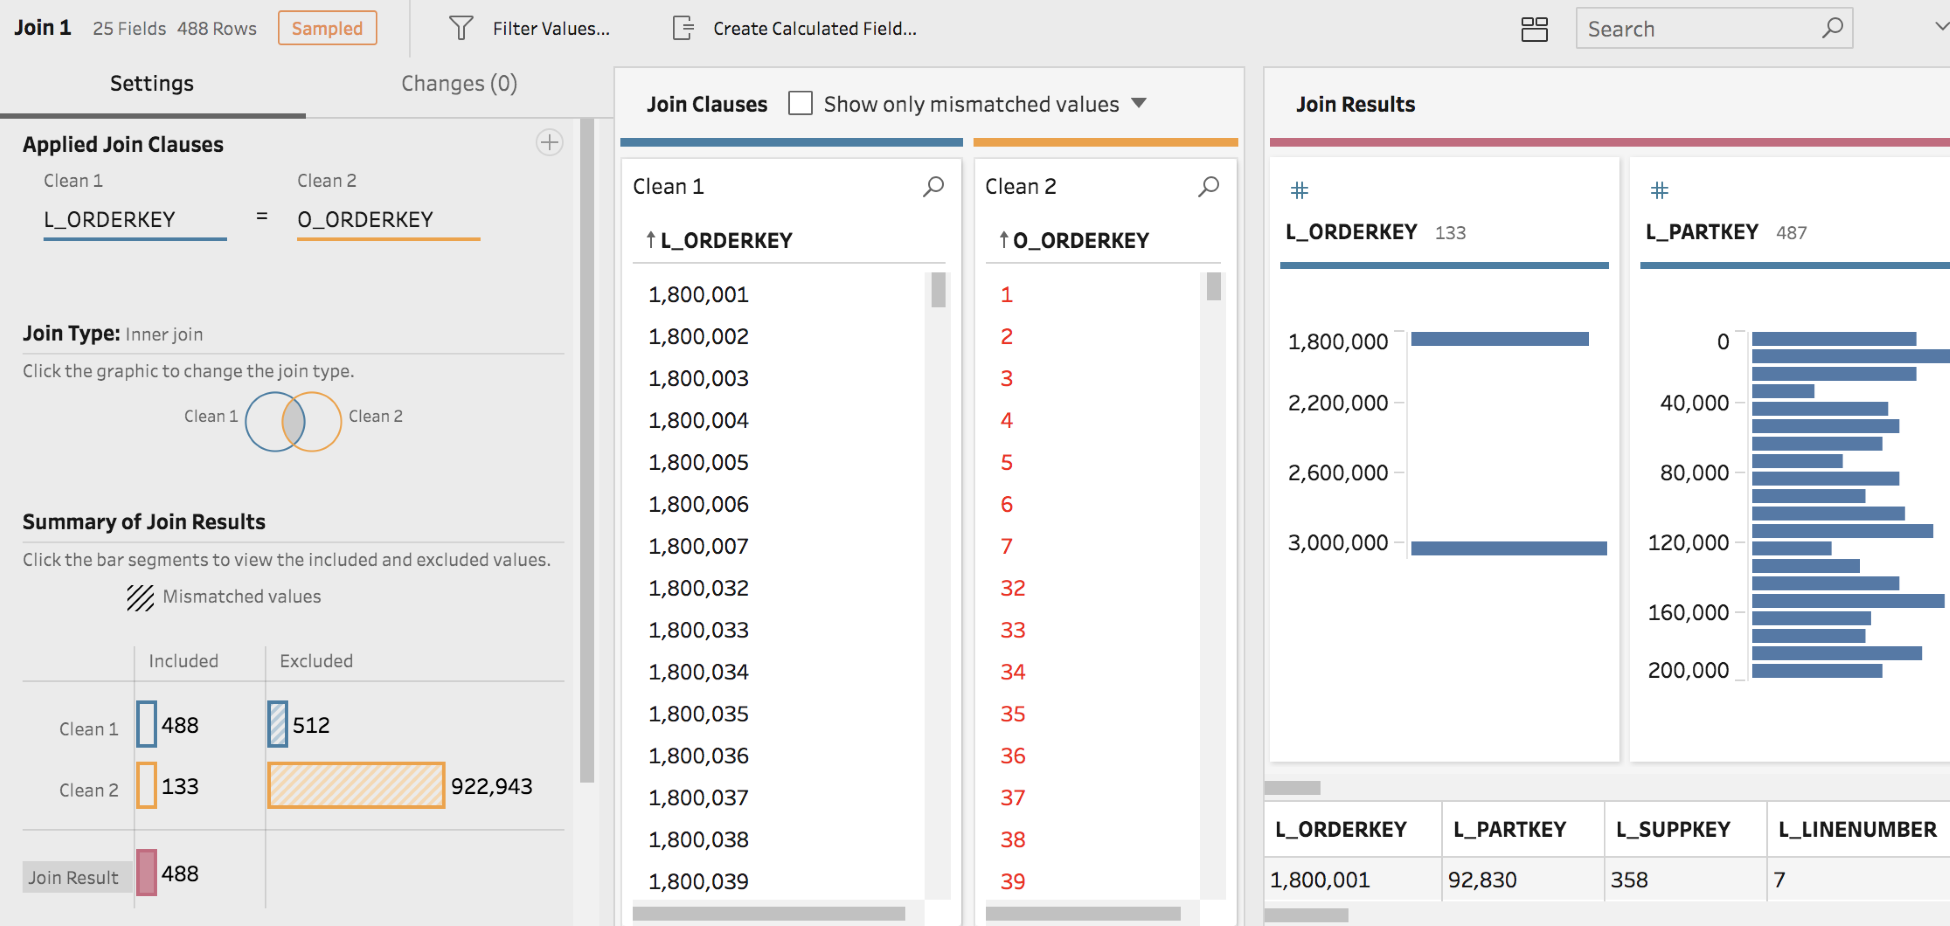 Join 1 25 Fields 488 Rows Sampled Filter Values... Create Calculated Field... Search
Settings Changes (0)
Applied Join Clauses
Clean 1 Clean 2
L_ORDERKEY = O_ORDERKEY
Join Type: Inner join
Click the graphic to change the join type.
Clean 1 Clean 2
Summary of Join Results
Click the bar segments to view the included and excluded values.
Mismatched values
Included Excluded
Clean 1 488 512
Clean 2 133 922,943
Join Result 488
Join Clauses Show only mismatched values
Clean 1
L_ORDERKEY
1,800,001
1,800,002
1,800,003
1,800,004
1,800,005
1,800,006
1,800,007
1,800,032
1,800,033
1,800,034
1,800,035
1,800,036
1,800,037
1,800,038
1,800,039
Clean 2
O_ORDERKEY
1
2
3
4
5
6
7
32
33
34
35
36
37
38
39
Join Results
#
L_ORDERKEY 133
1,800,000
2,200,000
2,600,000
3,000,000
#
L_PARTKEY 487
0
40,000
80,000
120,000
160,000
200,000
L_ORDERKEY L_PARTKEY L_SUPPKEY L_LINENUMBER
1,800,001 92,830 358 7